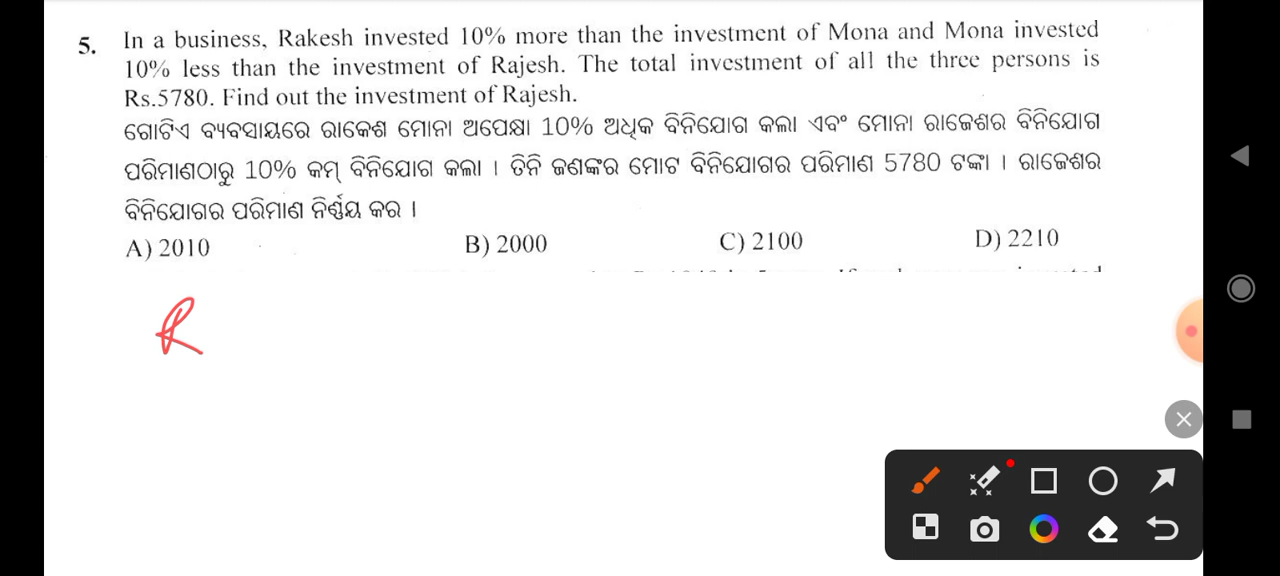 5. In a business, Rakesh invested 10% more than the investment of Mona and Mona invested
10% less than the investment of Rajesh. The total investment of all the three persons is
Rs.5780. Find out the investment of Rajesh.
ଗୋଟିଏ ବ୍ୟବସାୟରେ ରାକେଶ ମୋନା ଅପେକ୍ଷା 10% ଅଧିକ ବିନିଯୋଗ କଲା ଏବଂ ମୋନା ରାଜେଶର ବିନିଯୋଗ
ପରିମାଣଠାରୁ 10% କମ୍ ବିନିଯୋଗ କଲା । ତିନି ଜଣଙ୍କର ମୋଟ ବିନିଯୋଗର ପରିମାଣ 5780 ଟଙ୍କା । ରାଜେଶର
ବିନିଯୋଗର ପରିମାଣ ନିର୍ଣ୍ଣୟ କର ।
A) 2010 B) 2000 C) 2100 D) 2210
R